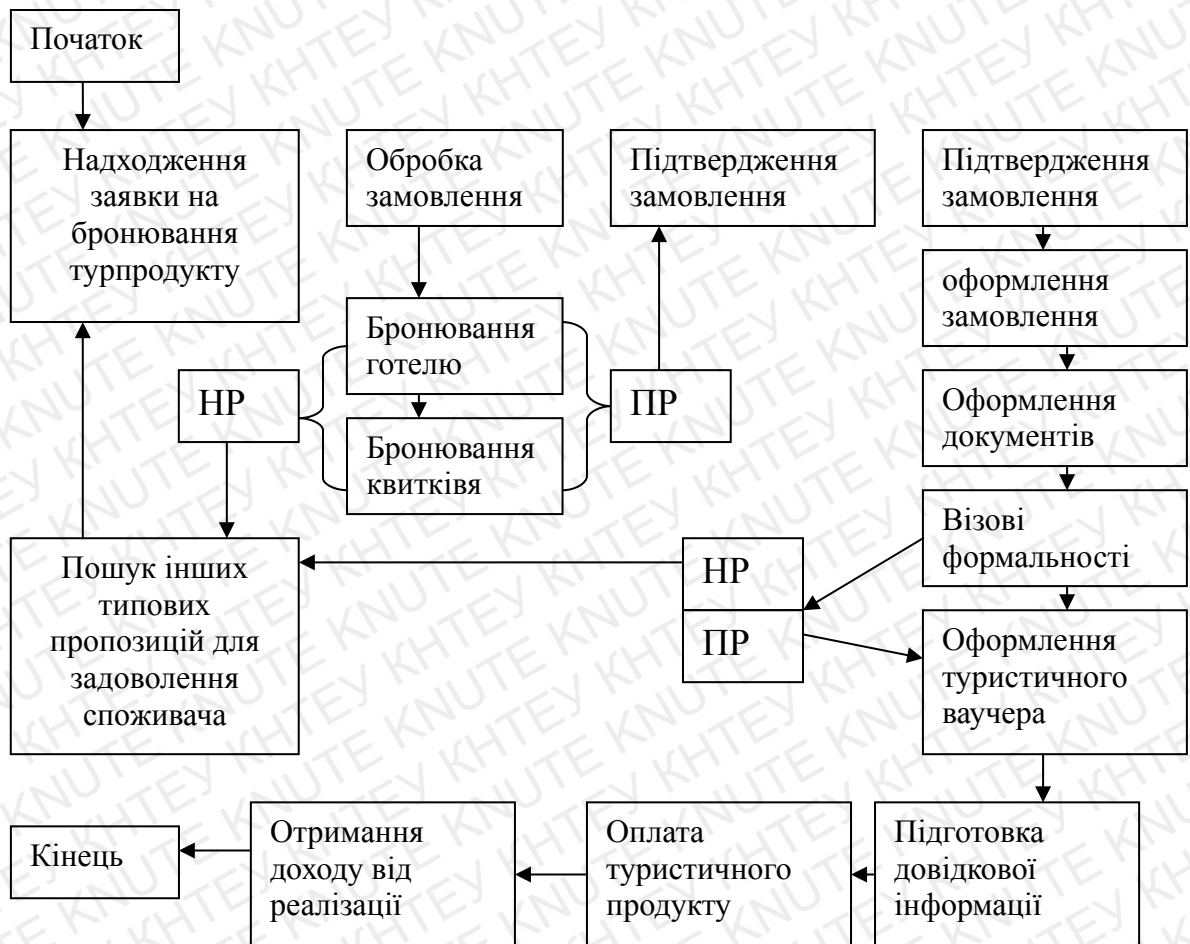 Початок
Надходження
заявки на
бронювання
турпродукту
Обробка
замовлення
Підтвердження
замовлення
Підтвердження
замовлення
оформлення
замовлення
Бронювання
готелю
НР
ПР
Бронювання
квитківя
Оформлення
документів
Візові
формальності
Пошук інших
типових
пропозицій для
задоволення
споживача
НР
ПР
Оформлення
туристичного
ваучера
Кінець
Отримання
доходу від
реалізації
Оплата
туристичного
продукту
Підготовка
довідкової
інформації